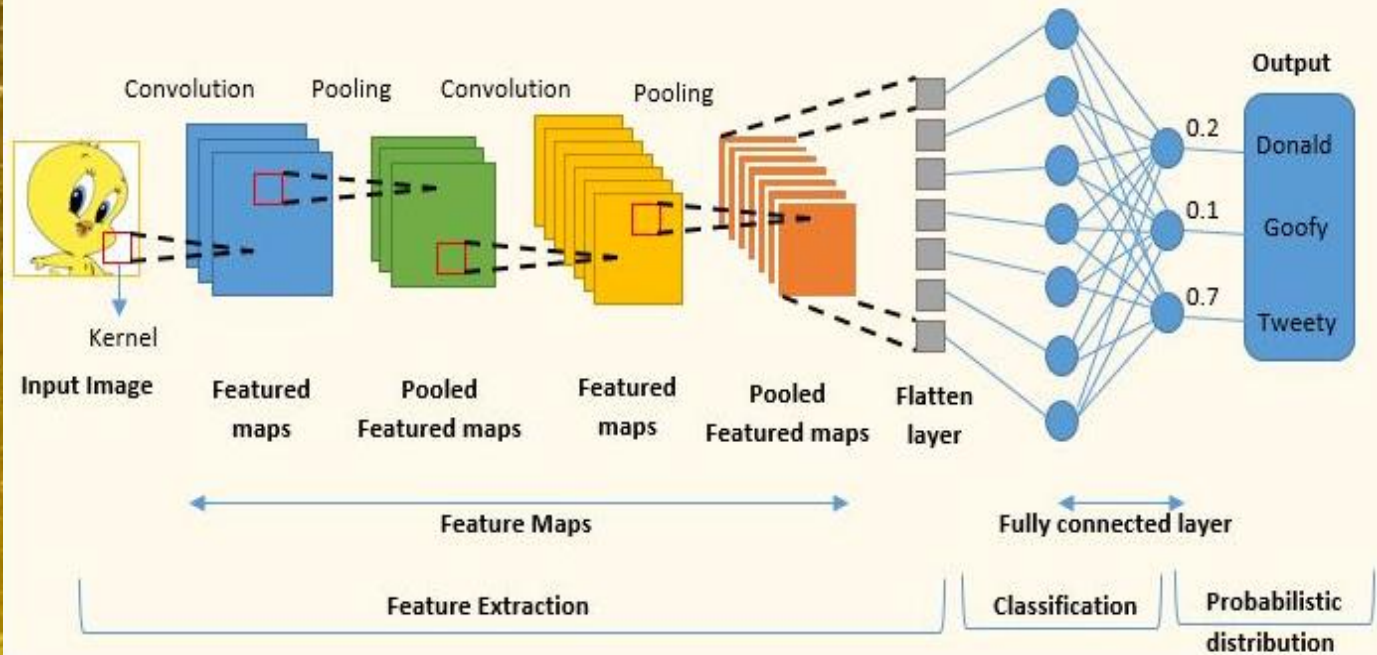 Convolution
Pooling
Convolution
Pooling
Output
0.2
Donald
0.1
Goofy
0.7
Tweety
Kernel
Input Image
Featured
maps
Pooled
Featured maps
Featured
maps
Pooled
Featured maps
Flatten
layer
Feature Maps
Fully connected layer
Feature Extraction
Classification
Probabilistic
distribution